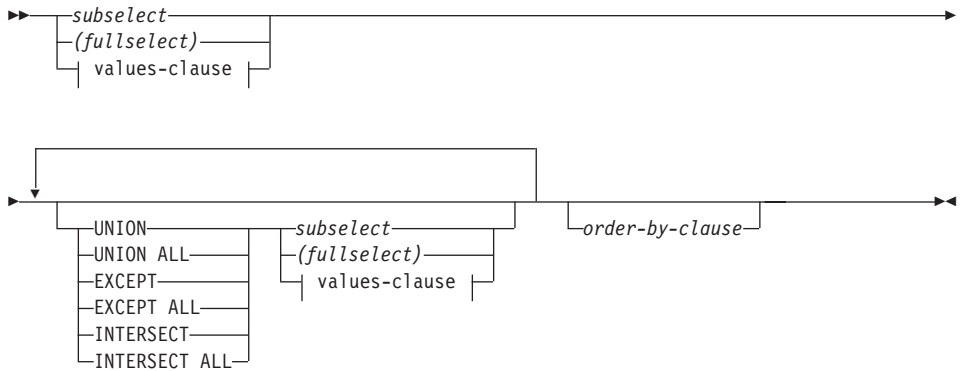 subselect
(fullselect)
values-clause
UNION
UNION ALL
EXCEPT
EXCEPT ALL
INTERSECT
INTERSECT ALL
subselect
(fullselect)
values-clause
order-by-clause